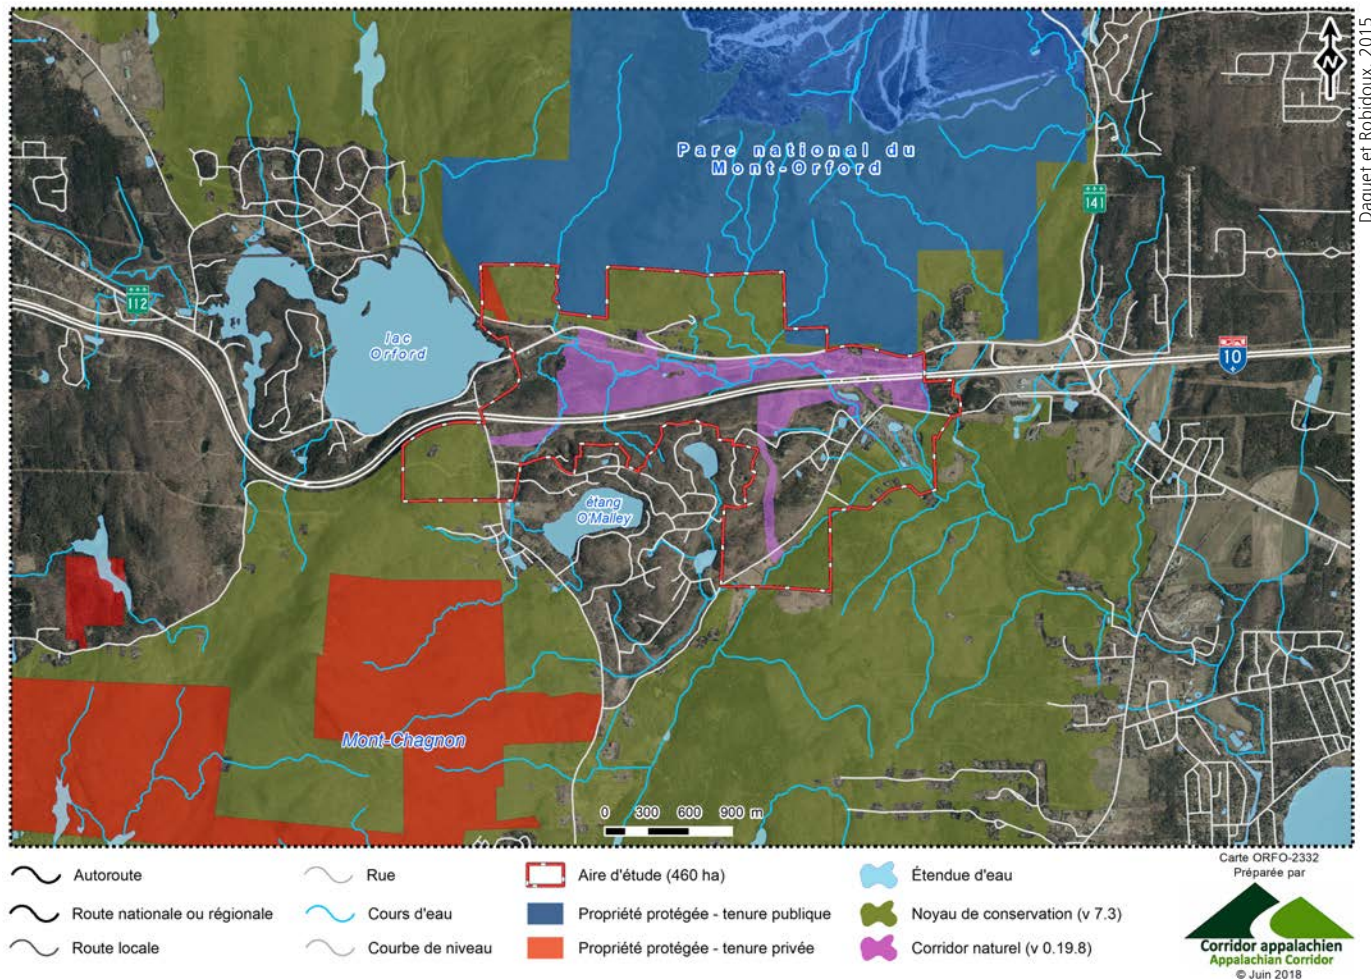 Daguet et Robidoux, 2015
N
Parc national du
Mont-Orford
141
112
lac
Orford
10
étang
O'Malley
Mont-Chagnon
0 300 600 900 m
Carte ORFO-2332
Préparée par
Autoroute
Rue
Aire d'étude (460 ha)
Étendue d'eau
Route nationale ou régionale
Cours d'eau
Propriété protégée - tenure publique
Noyau de conservation (v 7.3)
Route locale
Courbe de niveau
Propriété protégée - tenure privée
Corridor naturel (v 0.19.8)
Corridor appalachien
Appalachian Corridor
© Juin 2018